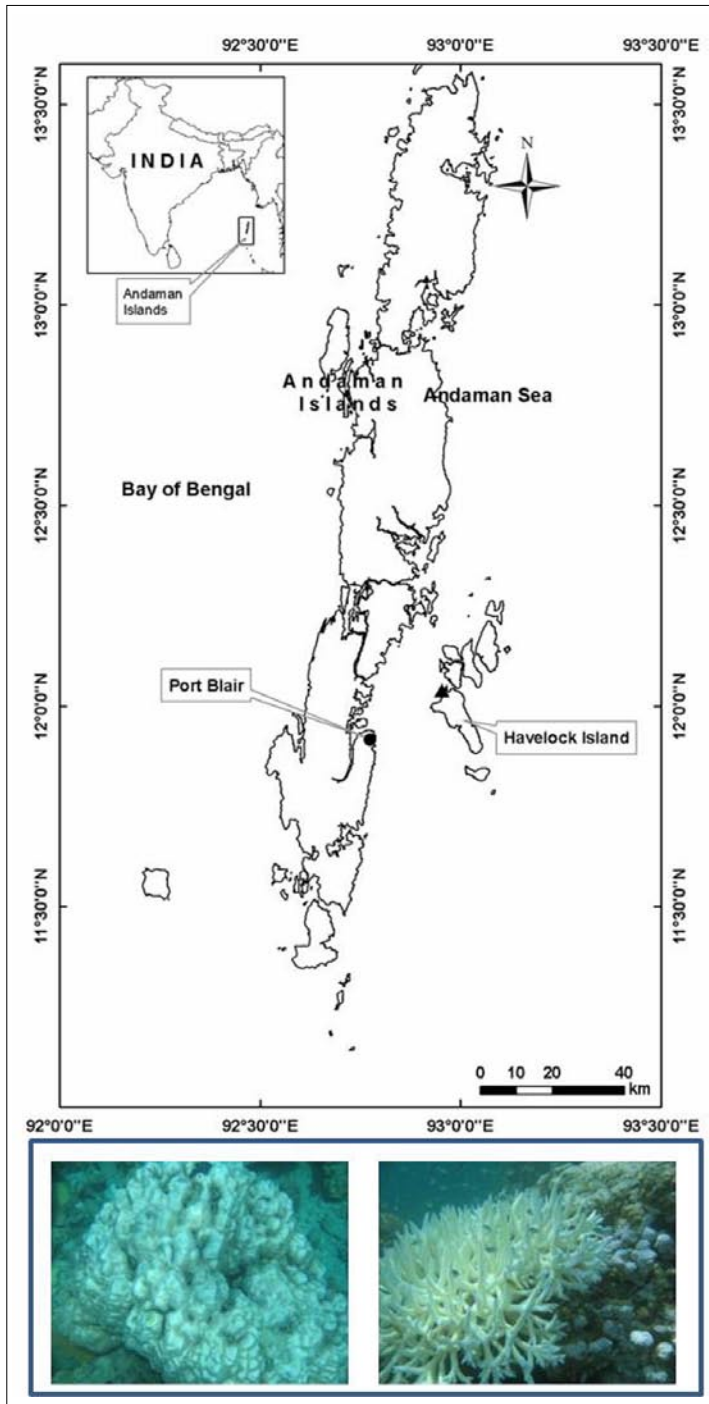 92°30'0"E
93°0'0"E
93°30'0"E
13°30'0"N
13°30'0"N
INDIA
N
Andaman
Islands
13°0'0"N
13°0'0"N
Andaman
Islands
Andaman Sea
Bay of Bengal
12°30'0"N
12°30'0"N
Port Blair
12°0'0"N
12°0'0"N
Havelock Island
11°30'0"N
11°30'0"N
0 10 20 40
km
92°0'0"E
92°30'0"E
93°0'0"E
93°30'0"E